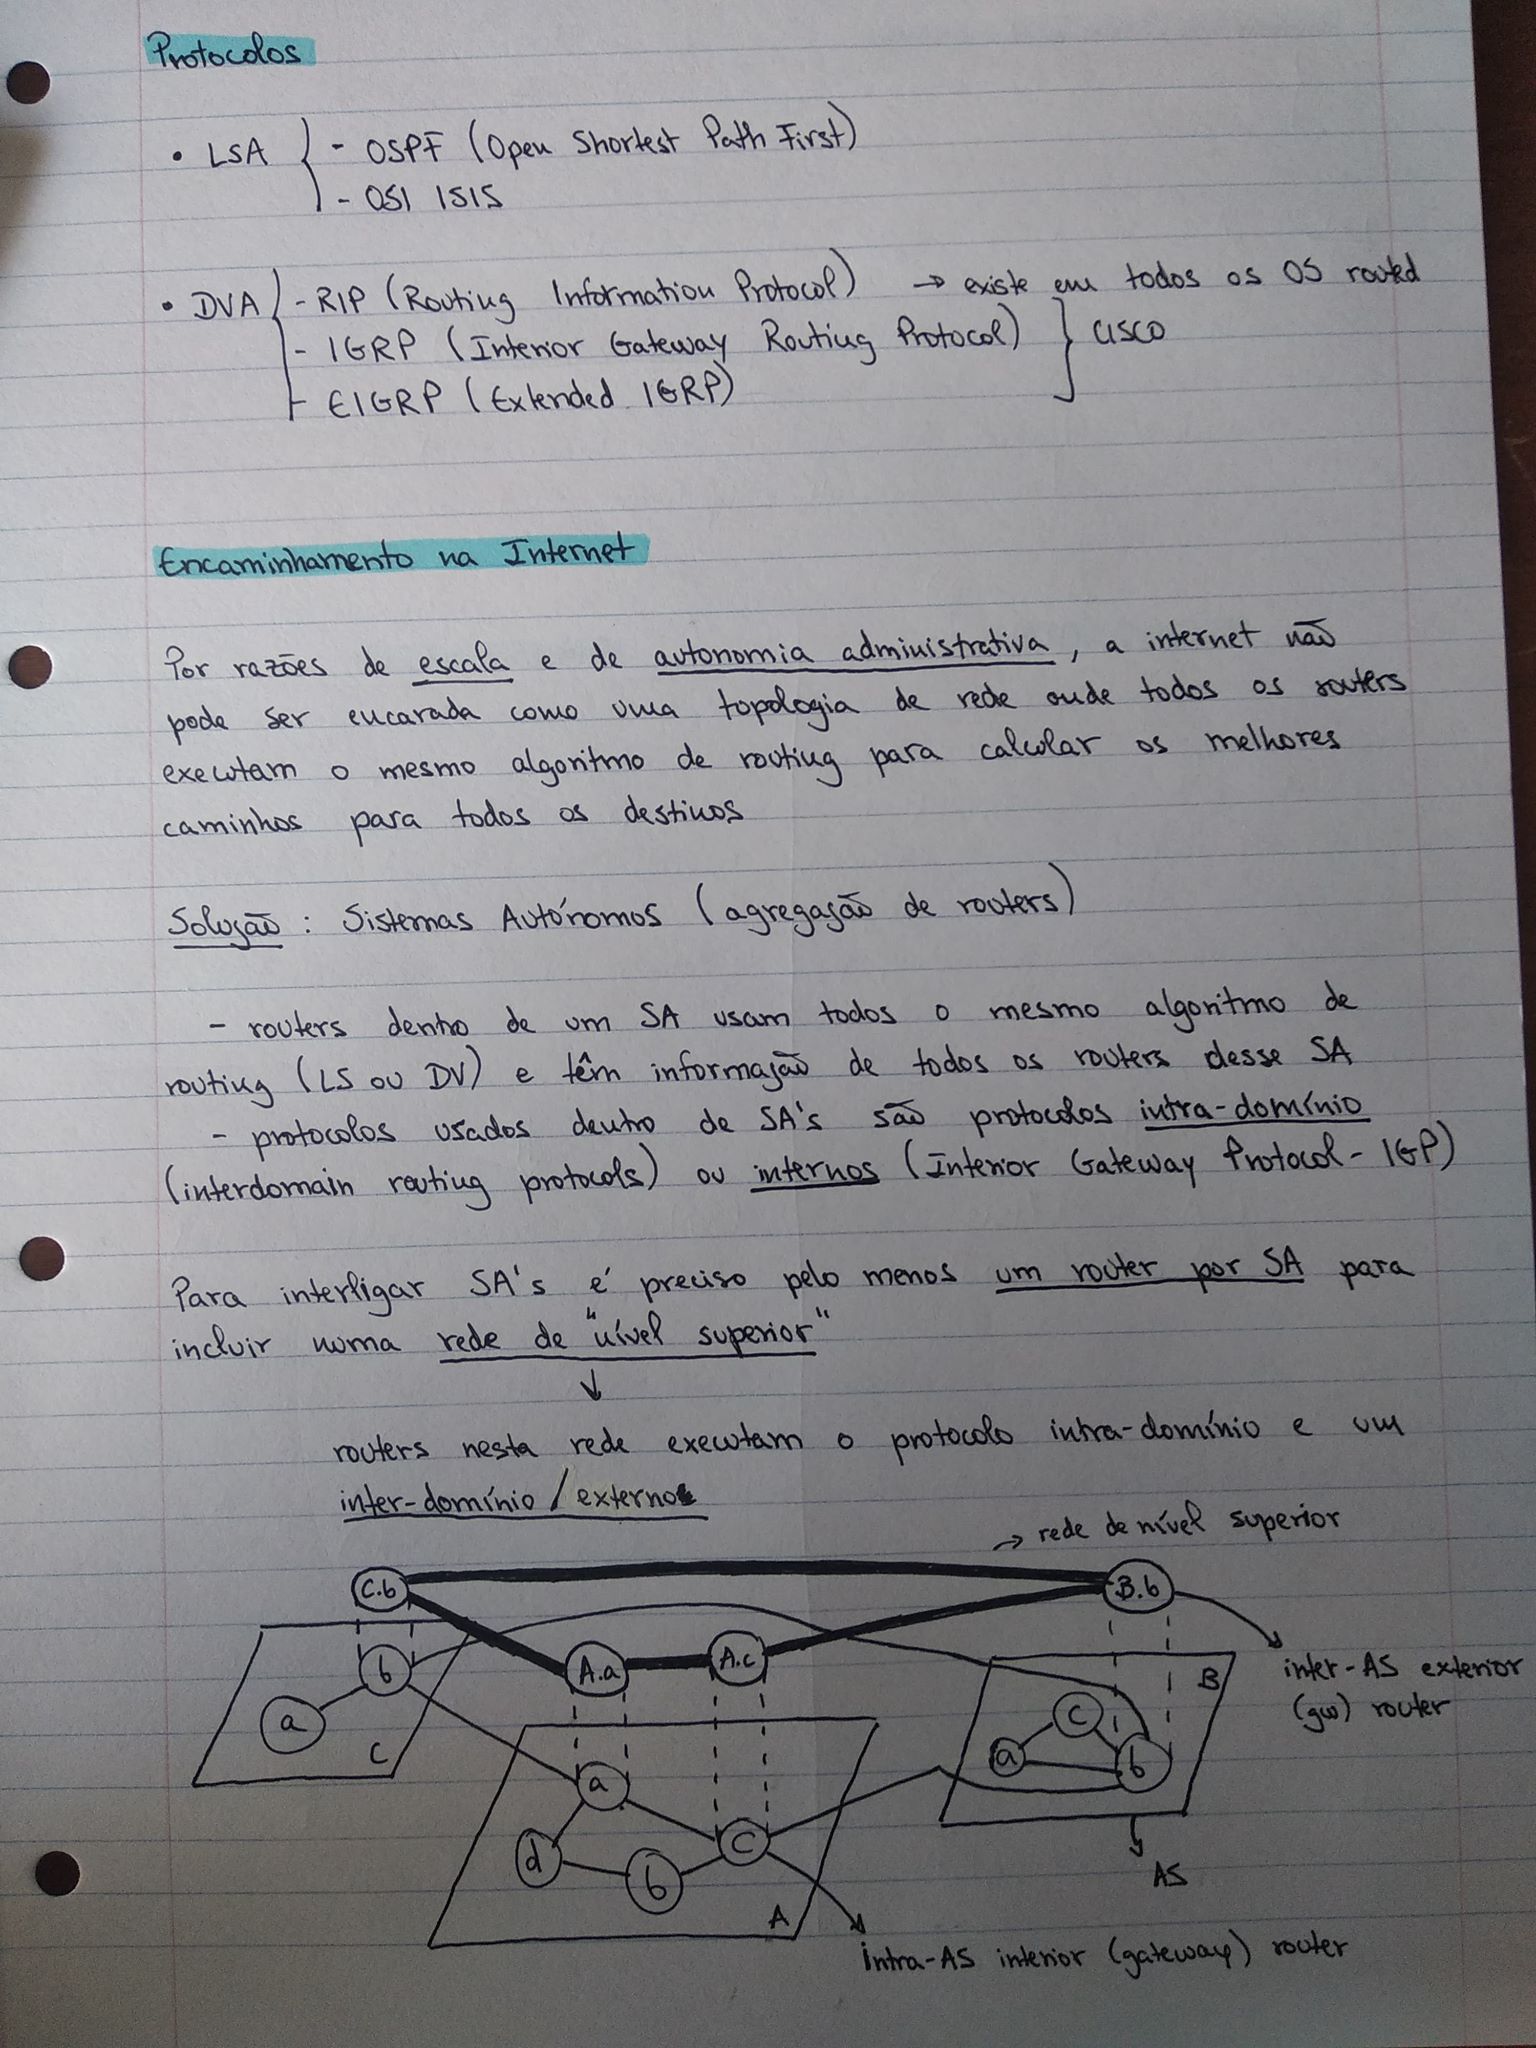 Protocolos
• LSA { - OSPF (Open Shortest Path First)
- OSI ISIS
• DVA { - RIP (Routing Information Protocol) → existe em todos os OS routed
- IGRP (Interior Gateway Routing Protocol) } CISCO
- EIGRP (Extended IGRP)
Encaminhamento na Internet
Por razões de escala e de autonomia administrativa, a internet não
pode ser encarada como uma topologia de rede onde todos os routers
executam o mesmo algoritmo de routing para calcular os melhores
caminhos para todos os destinos
Solução : Sistemas Autónomos (agregação de routers)
- routers dentro de um SA usam todos o mesmo algoritmo de
routing (LS ou DV) e têm informação de todos os routers desse SA
- protocolos usados dentro de SA's são protocolos intra-domínio
(interdomain routing protocols) ou internos (Interior Gateway Protocol - IGP)
Para interligar SA's é preciso pelo menos um router por SA para
incluir numa rede de "nível superior"
↓
routers nesta rede executam o protocolo intra-domínio e um
inter-domínio / externo
→ rede de nível superior
C.b
B.b
A.a
A.c
b
a
C
B
c
a
b
inter-AS exterior
(gw) router
a
d
b
c
A
AS
intra-AS interior (gateway) router